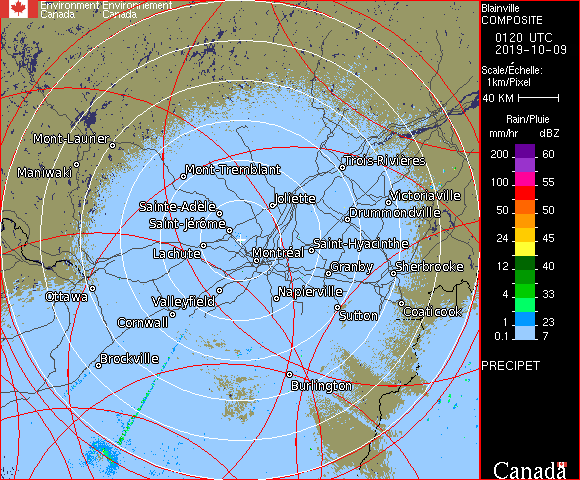 Environment Environnement
Canada Canada
Blainville
COMPOSITE
0120 UTC
2019-10-09
Scale/Échelle:
1km/Pixel
40 KM
Rain/Pluie
mm/hr dBZ
200 60
100 55
50 50
24 45
12 40
4 33
1 23
0.1 7
PRECIPET
Canada
Mont-Laurier
Maniwaki
Mont-Tremblant
Trois-Rivières
Sainte-Adèle
Joliette
Victoriaville
Saint-Jérôme
Drummondville
Lachute
Montréal
Saint-Hyacinthe
Granby
Sherbrooke
Ottawa
Valleyfield
Napierville
Cornwall
Sutton
Coaticook
Brockville
Burlington